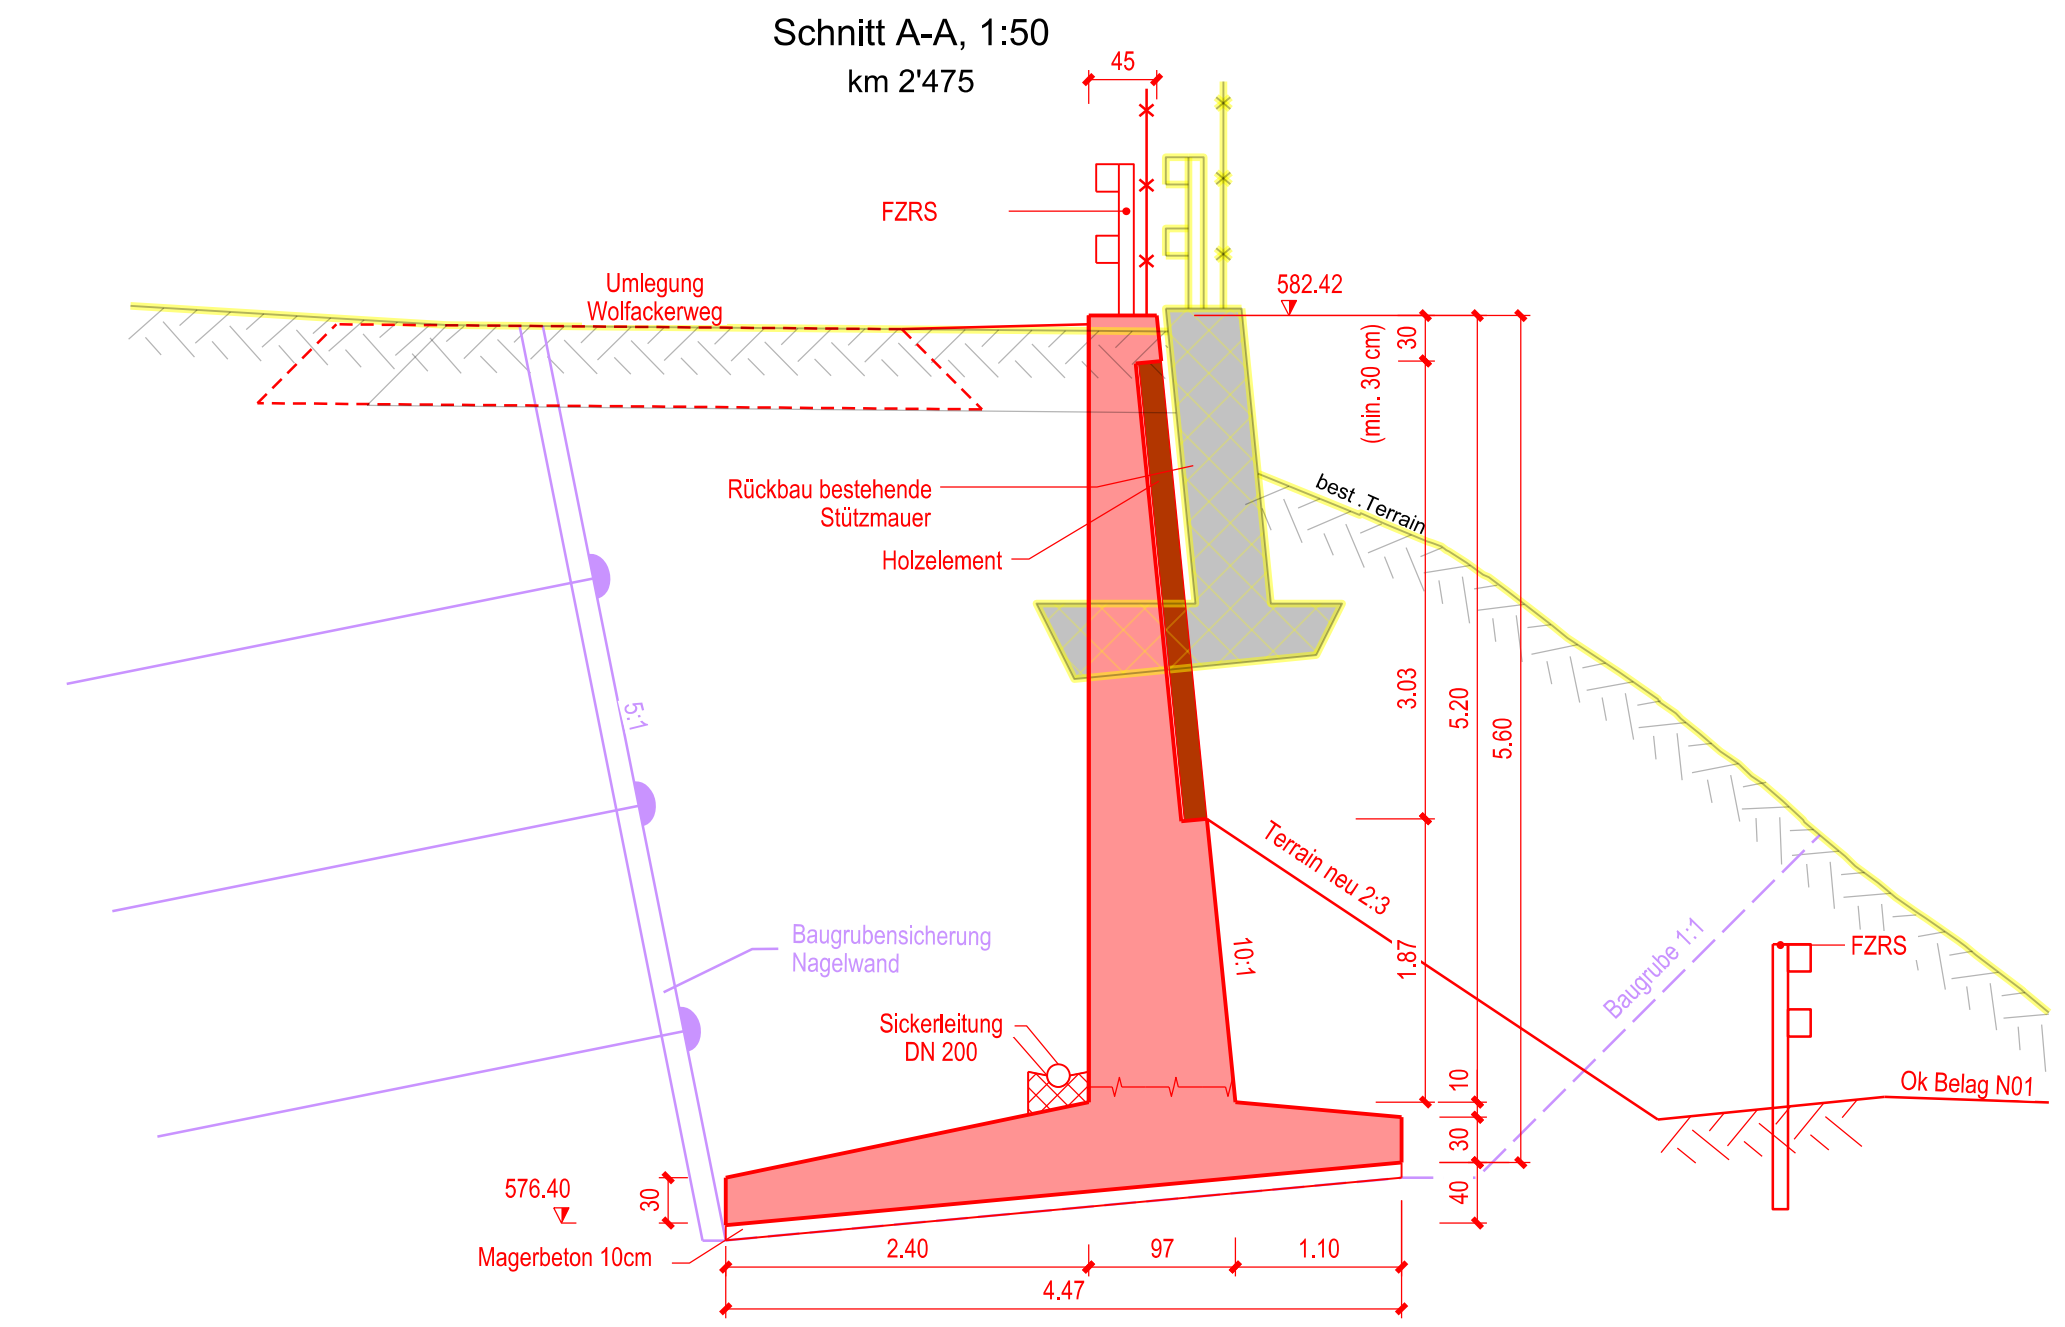 Schnitt A-A, 1:50
km 2'475
45
FZRS
582.42
Umlegung
Wolfackerweg
30
(min. 30 cm)
best .Terrain
Rückbau bestehende
Stützmauer
Holzelement
3.03
5.20
5.60
5:1
Terrain neu 2:3
Baugrubensicherung
Nagelwand
10:1
1.87
Baugrube 1:1
FZRS
Sickerleitung
DN 200
10
Ok Belag N01
30
576.40
30
40
Magerbeton 10cm
2.40
97
1.10
4.47